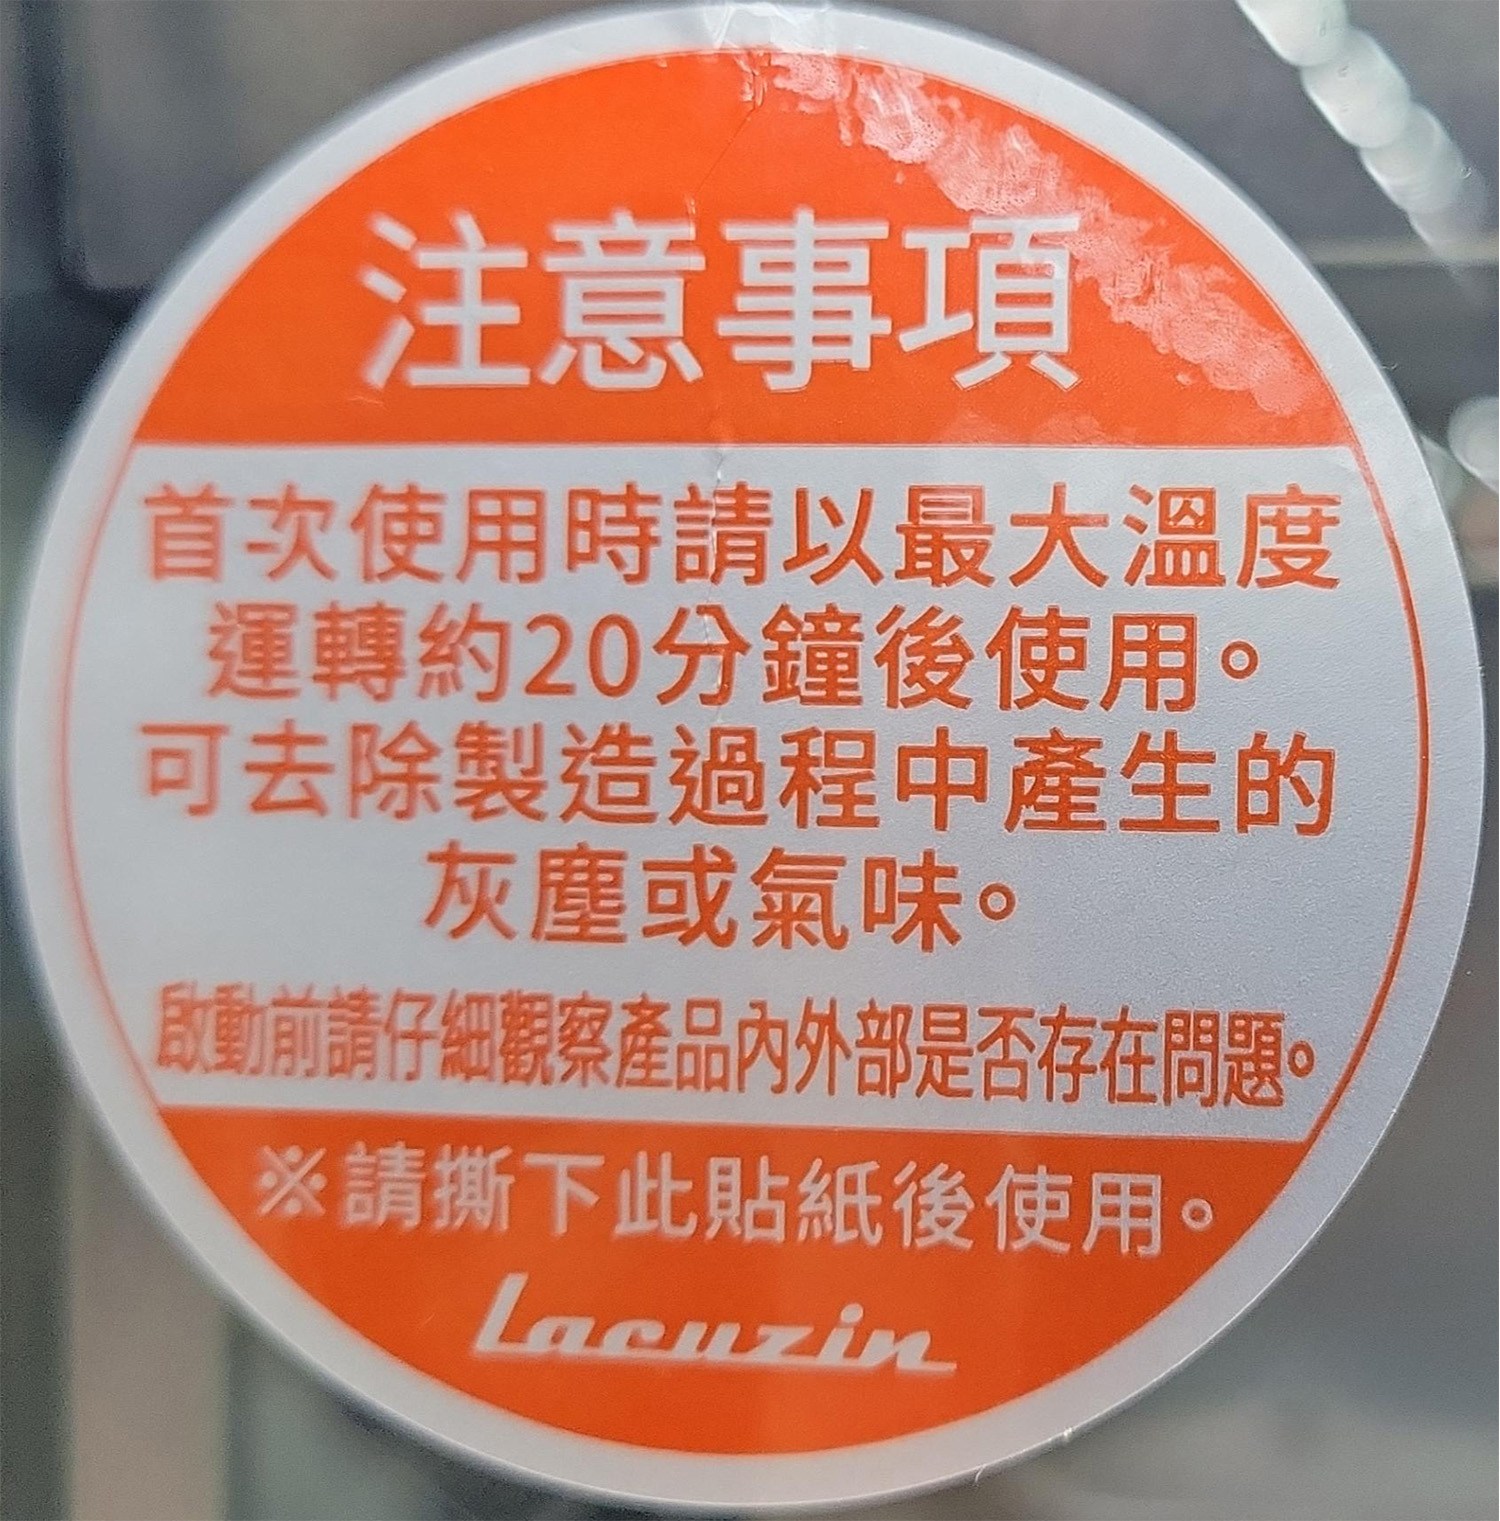 注意事項
首次使用時請以最大溫度
運轉約20分鐘後使用。
可去除製造過程中產生的
灰塵或氣味。
啟動前請仔細觀察產品內外部是否存在問題。
※請撕下此貼紙後使用。
Lacuzin